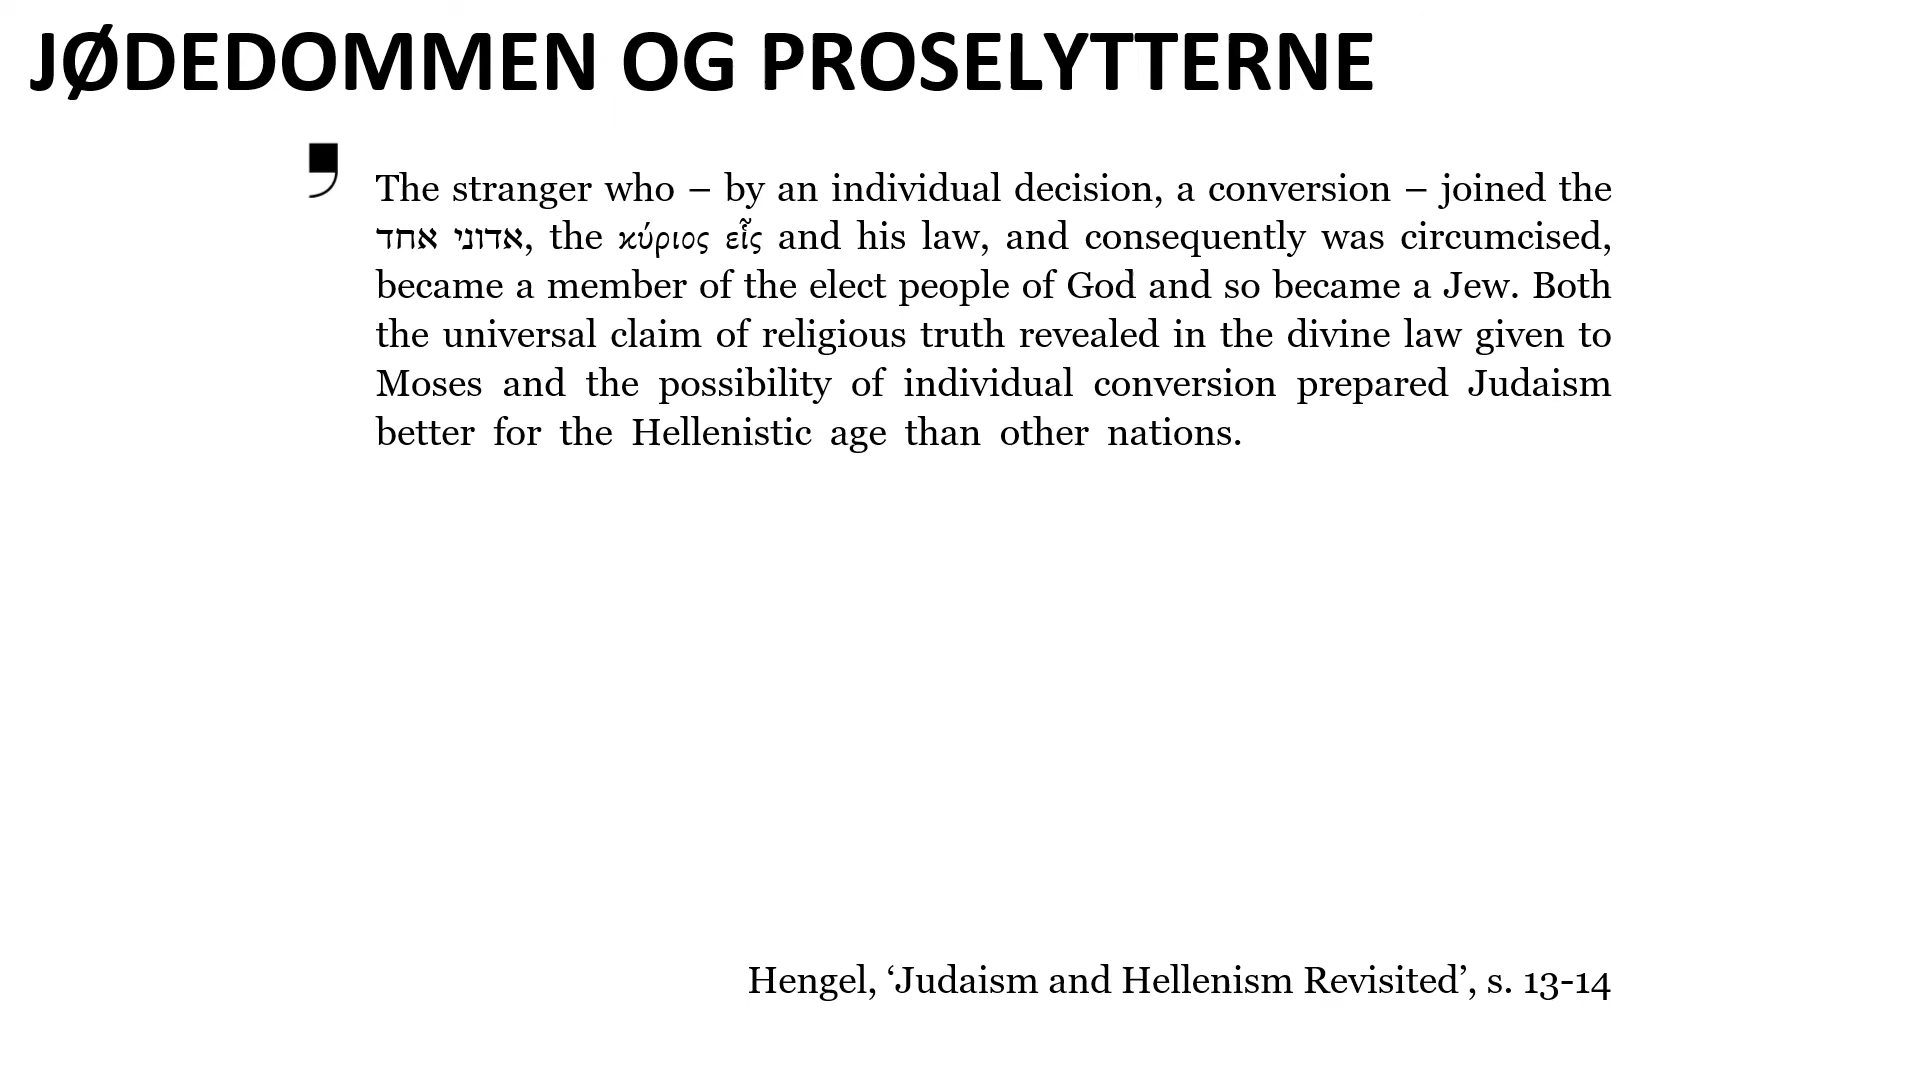 JØDEDOMMEN OG PROSELYTTERNE
The stranger who – by an individual decision, a conversion – joined the
אדוני אחד, the κύριος εἷς and his law, and consequently was circumcised,
became a member of the elect people of God and so became a Jew. Both
the universal claim of religious truth revealed in the divine law given to
Moses and the possibility of individual conversion prepared Judaism
better for the Hellenistic age than other nations.
Hengel, ‘Judaism and Hellenism Revisited’, s. 13-14